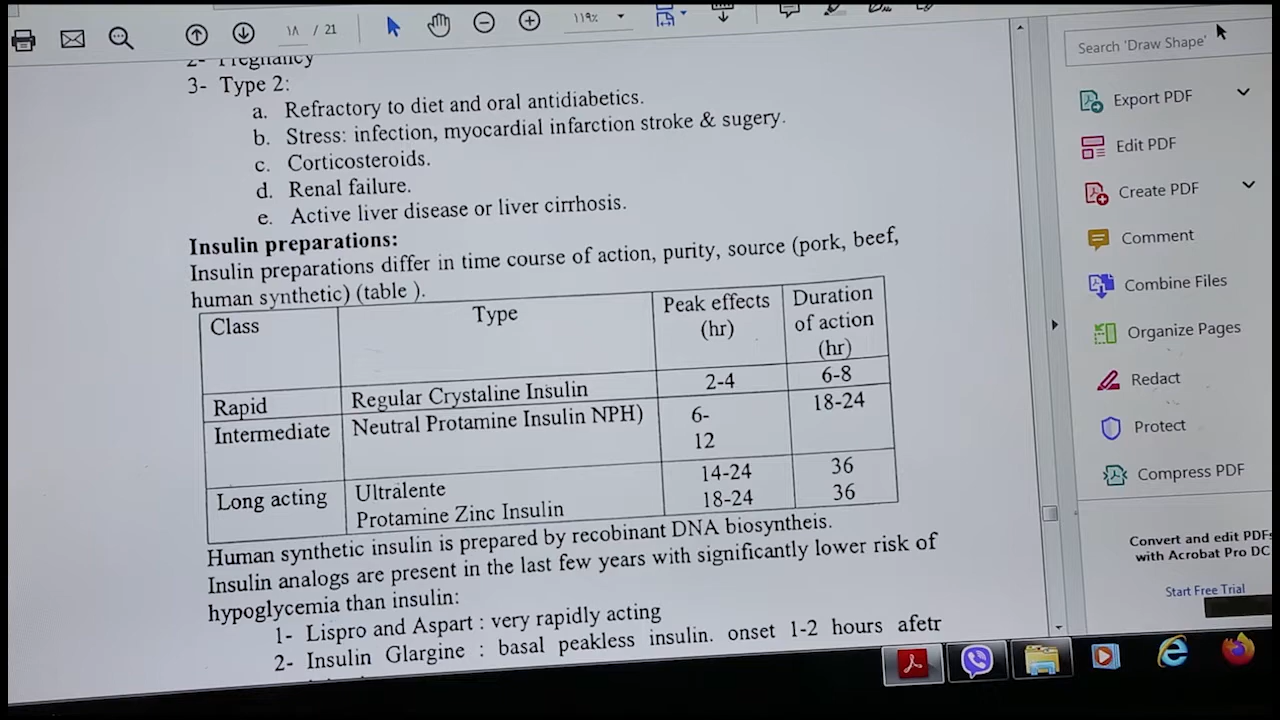 ١٨ / 21
١١٩%
Search 'Draw Shape'
Export PDF
Edit PDF
Create PDF
Comment
Combine Files
Organize Pages
Redact
Protect
Compress PDF
Convert and edit PDFs
with Acrobat Pro DC
Start Free Trial
2- Pregnancy
3- Type 2:
a. Refractory to diet and oral antidiabetics.
b. Stress: infection, myocardial infarction stroke & sugery.
c. Corticosteroids.
d. Renal failure.
e. Active liver disease or liver cirrhosis.
Insulin preparations:
Insulin preparations differ in time course of action, purity, source (pork, beef,
human synthetic) (table ).
Class Type Peak effects (hr) Duration of action (hr)
Rapid Regular Crystaline Insulin 2-4 6-8
Intermediate Neutral Protamine Insulin NPH) 6- 18-24
12
Long acting Ultralente 14-24 36
Protamine Zinc Insulin 18-24 36
Human synthetic insulin is prepared by recobinant DNA biosyntheis.
Insulin analogs are present in the last few years with significantly lower risk of
hypoglycemia than insulin:
1- Lispro and Aspart : very rapidly acting
2- Insulin Glargine : basal peakless insulin. onset 1-2 hours afetr